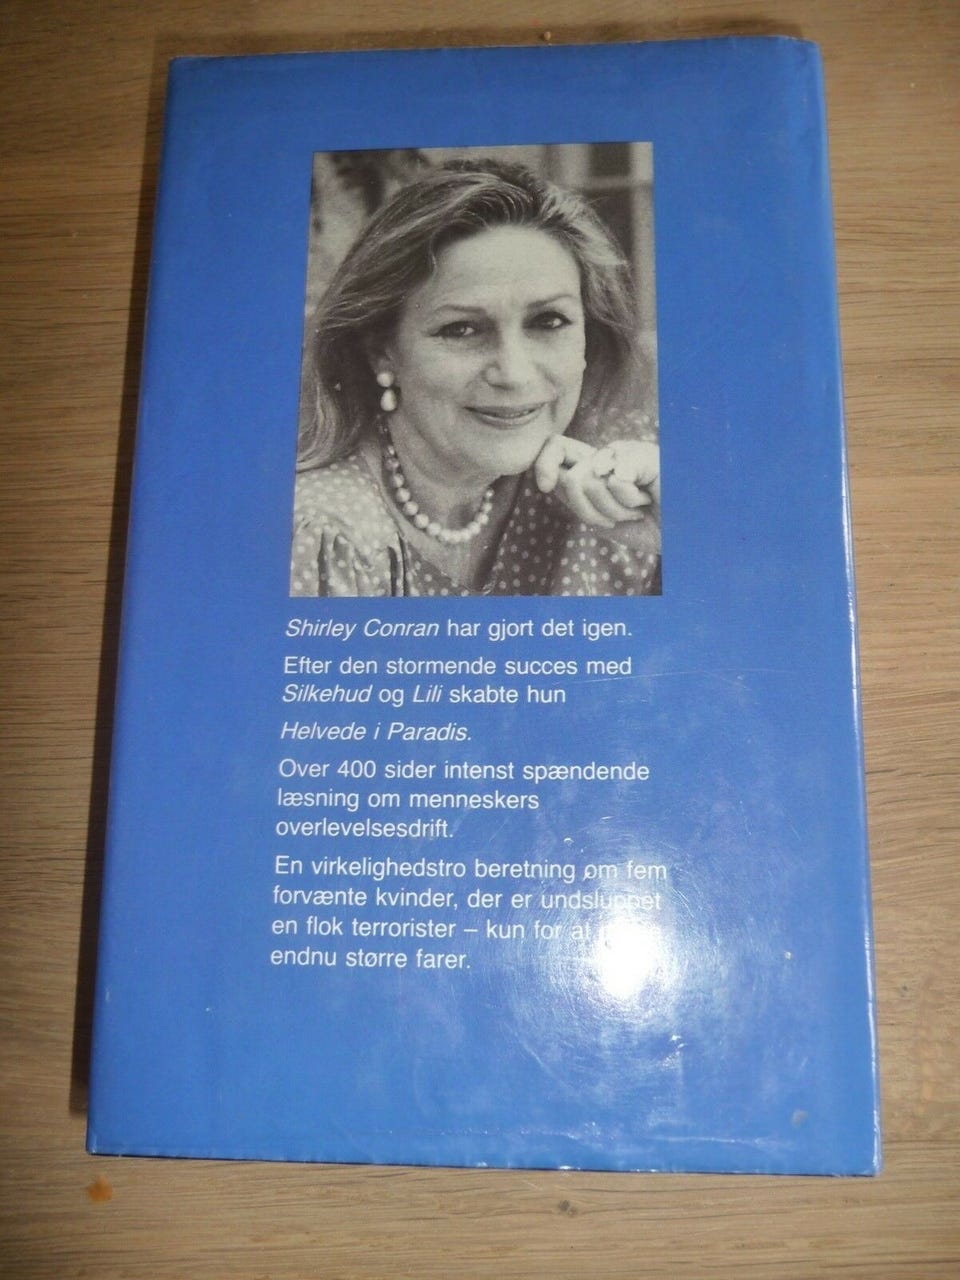 Shirley Conran har gjort det igen.
Efter den stormende succes med
Silkehud og Lili skabte hun
Helvede i Paradis.
Over 400 sider intenst spændende
læsning om menneskers
overlevelsesdrift.
En virkelighedstro beretning om fem
forvænte kvinder, der er undsluppet
en flok terrorister – kun for at
endnu større farer.